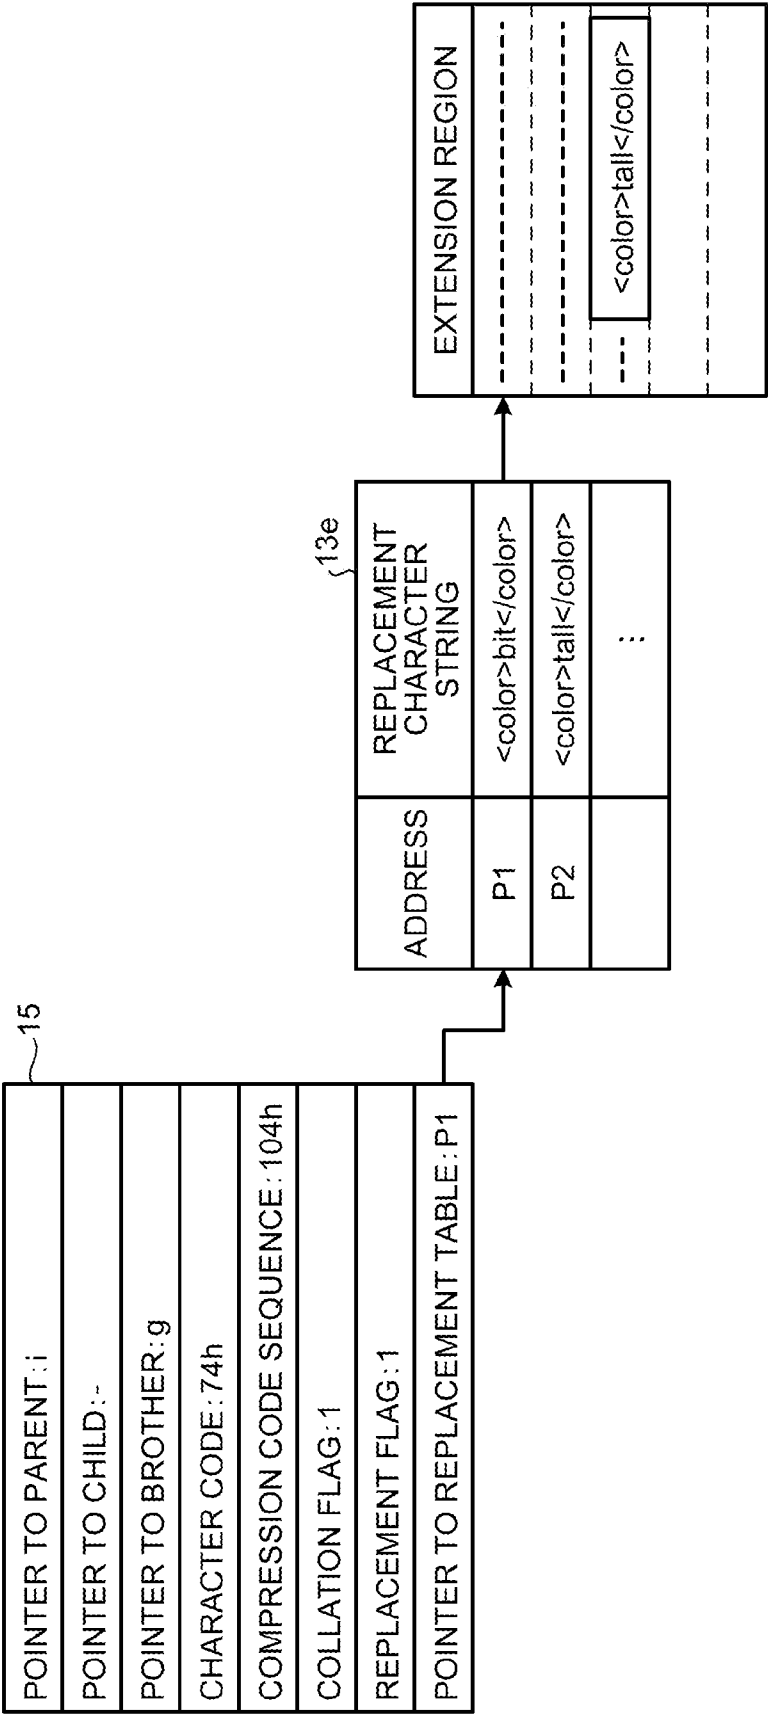 15
POINTER TO PARENT:i
POINTER TO CHILD:-
POINTER TO BROTHER:g
CHARACTER CODE:74h
COMPRESSION CODE SEQUENCE:104h
COLLATION FLAG:1
REPLACEMENT FLAG:1
POINTER TO REPLACEMENT TABLE:P1
13e
ADDRESS
REPLACEMENT
CHARACTER
STRING
P1
<color>bit</color>
P2
<color>tall</color>
...
EXTENSION REGION
<color>tall</color>